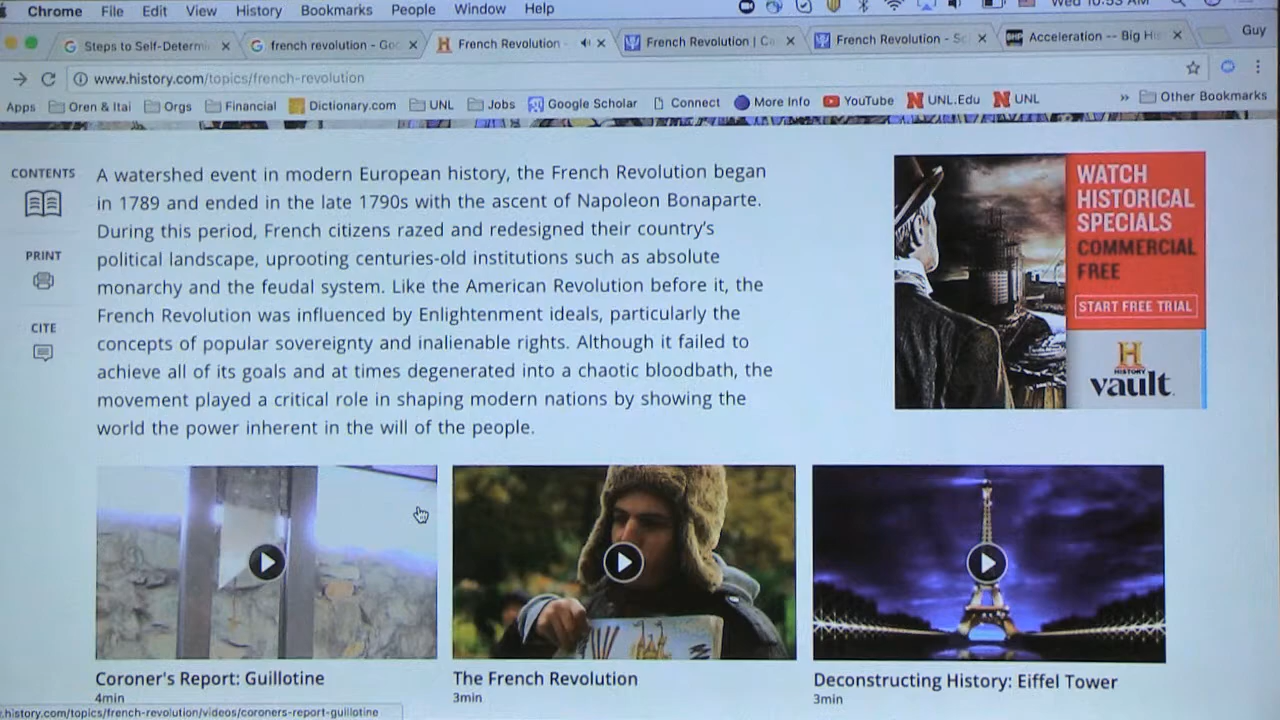 Chrome File Edit View History Bookmarks People Window Help
Wed 10:53 AM
Steps to Self-Determi
french revolution - Goo
French Revolution -
French Revolution | C
French Revolution - Sc
Acceleration -- Big His
Guy
www.history.com/topics/french-revolution
Apps Oren & Itai Orgs Financial Dictionary.com UNL Jobs Google Scholar Connect More Info YouTube UNL.Edu UNL » Other Bookmarks
CONTENTS
PRINT
CITE
A watershed event in modern European history, the French Revolution began
in 1789 and ended in the late 1790s with the ascent of Napoleon Bonaparte.
During this period, French citizens razed and redesigned their country's
political landscape, uprooting centuries-old institutions such as absolute
monarchy and the feudal system. Like the American Revolution before it, the
French Revolution was influenced by Enlightenment ideals, particularly the
concepts of popular sovereignty and inalienable rights. Although it failed to
achieve all of its goals and at times degenerated into a chaotic bloodbath, the
movement played a critical role in shaping modern nations by showing the
world the power inherent in the will of the people.
WATCH
HISTORICAL
SPECIALS
COMMERCIAL
FREE
START FREE TRIAL
H
HISTORY
vault
Coroner's Report: Guillotine
4min
The French Revolution
3min
Deconstructing History: Eiffel Tower
3min
.history.com/topics/french-revolution/videos/coroners-report-guillotine